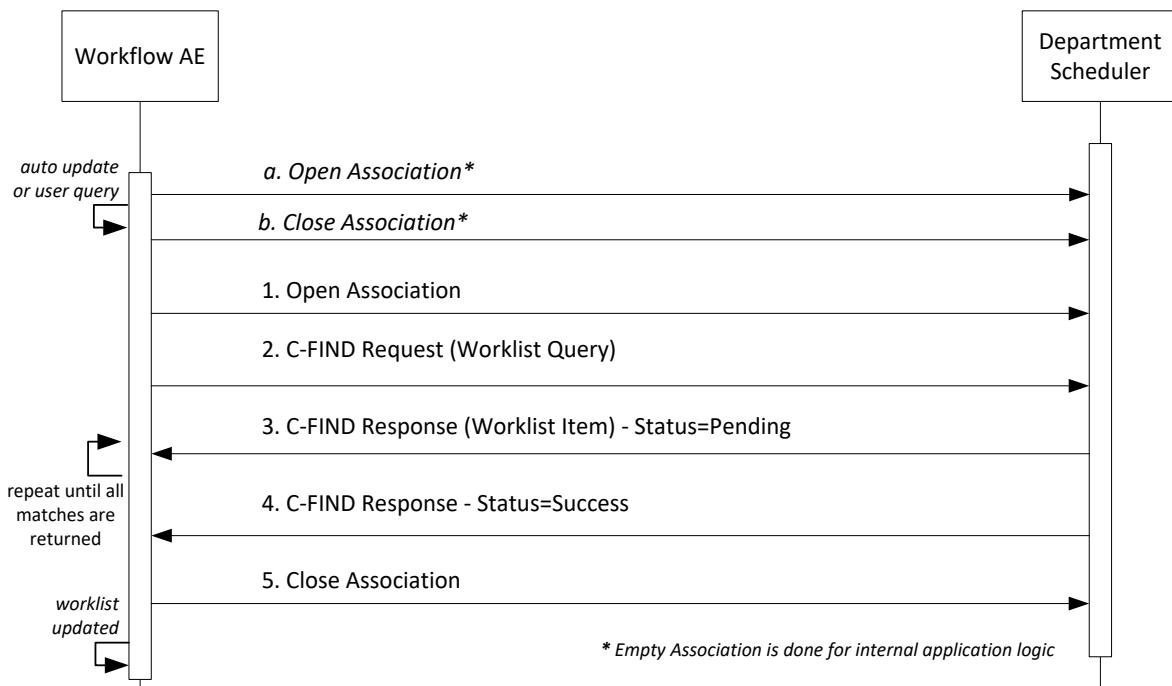 Workflow AE
Department
Scheduler
auto update
or user query
a. Open Association*
b. Close Association*
1. Open Association
2. C-FIND Request (Worklist Query)
3. C-FIND Response (Worklist Item) - Status=Pending
repeat until all
matches are
returned
4. C-FIND Response - Status=Success
5. Close Association
worklist
updated
* Empty Association is done for internal application logic